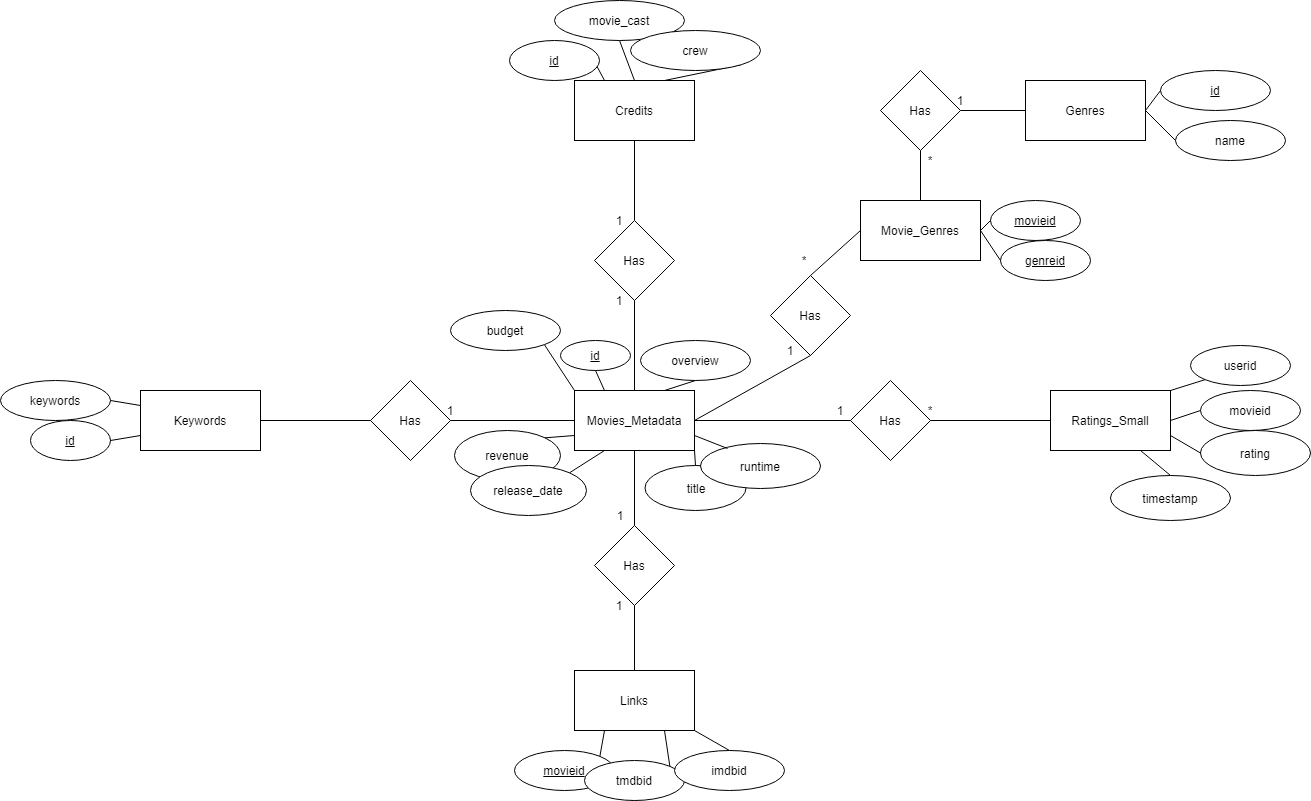 movie_cast
crew
id
Credits
Has
1
Genres
id
name
*
Movie_Genres
movieid
genreid
1
Has
1
*
Has
1
budget
id
overview
keywords
id
Keywords
Has
1
Movies_Metadata
1
Has
*
Ratings_Small
userid
movieid
rating
timestamp
revenue
release_date
title
runtime
1
Has
1
Links
movieid
tmdbid
imdbid